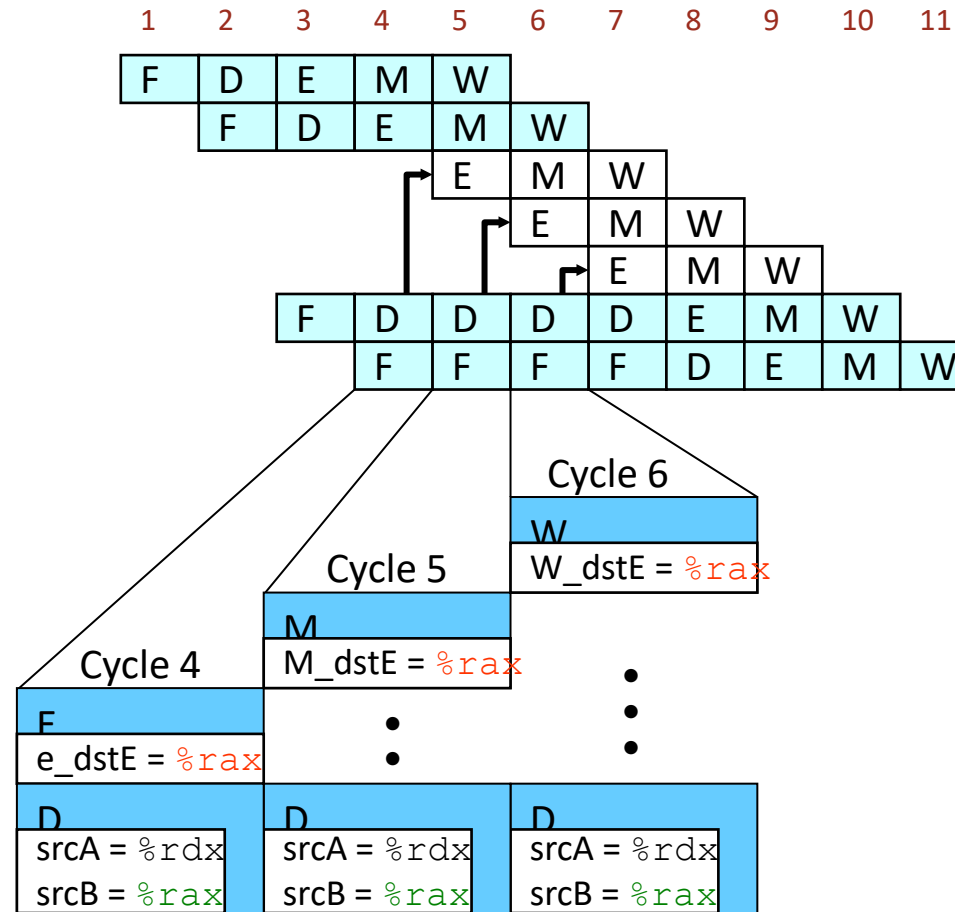 1 2 3 4 5 6 7 8 9 10 11
F D E M W
F D E M W
E M W
E M W
E M W
F D D D D E M W
F F F F D E M W
Cycle 6
W
W_dstE = %rax
Cycle 5
M
M_dstE = %rax
Cycle 4
E
e_dstE = %rax
D
srcA = %rdx
srcB = %rax
D
srcA = %rdx
srcB = %rax
D
srcA = %rdx
srcB = %rax